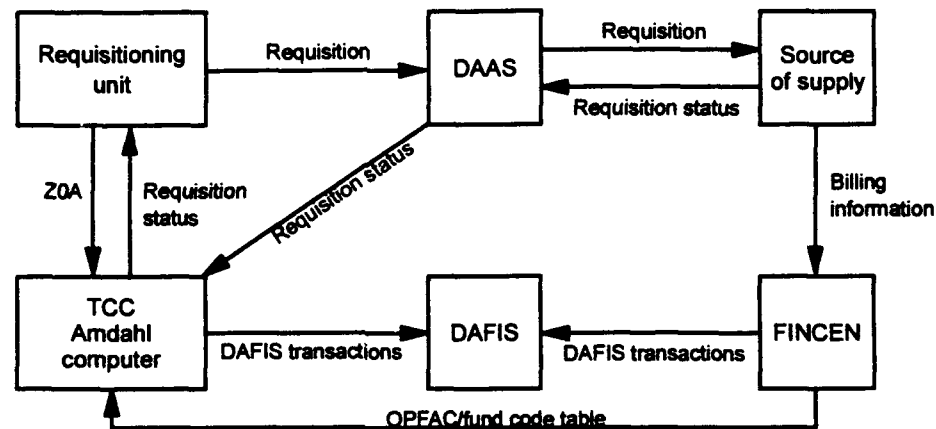 Requisitioning
unit
Requisition
DAAS
Requisition
Requisition status
Source
of supply
Z0A
Requisition
status
Requisition status
Billing
information
TCC
Amdahl
computer
DAFIS transactions
DAFIS
DAFIS transactions
FINCEN
OPFAC/fund code table